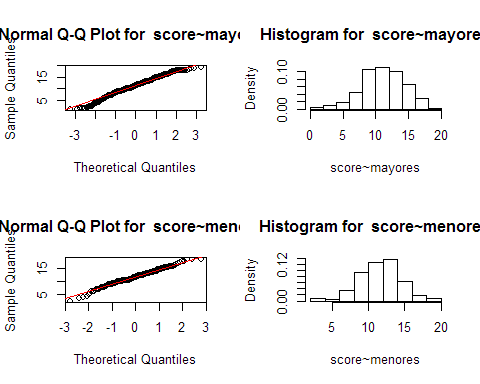 Normal Q-Q Plot for score~mayo
Sample Quantiles
5
15
-3
-1
0
1
2
3
Theoretical Quantiles
Histogram for score~mayore
Density
0.00
0.10
0
5
10
15
20
score~mayores
Normal Q-Q Plot for score~meno
Sample Quantiles
5
15
-3
-2
-1
0
1
2
3
Theoretical Quantiles
Histogram for score~menore
Density
0.00
0.12
5
10
15
20
score~menores